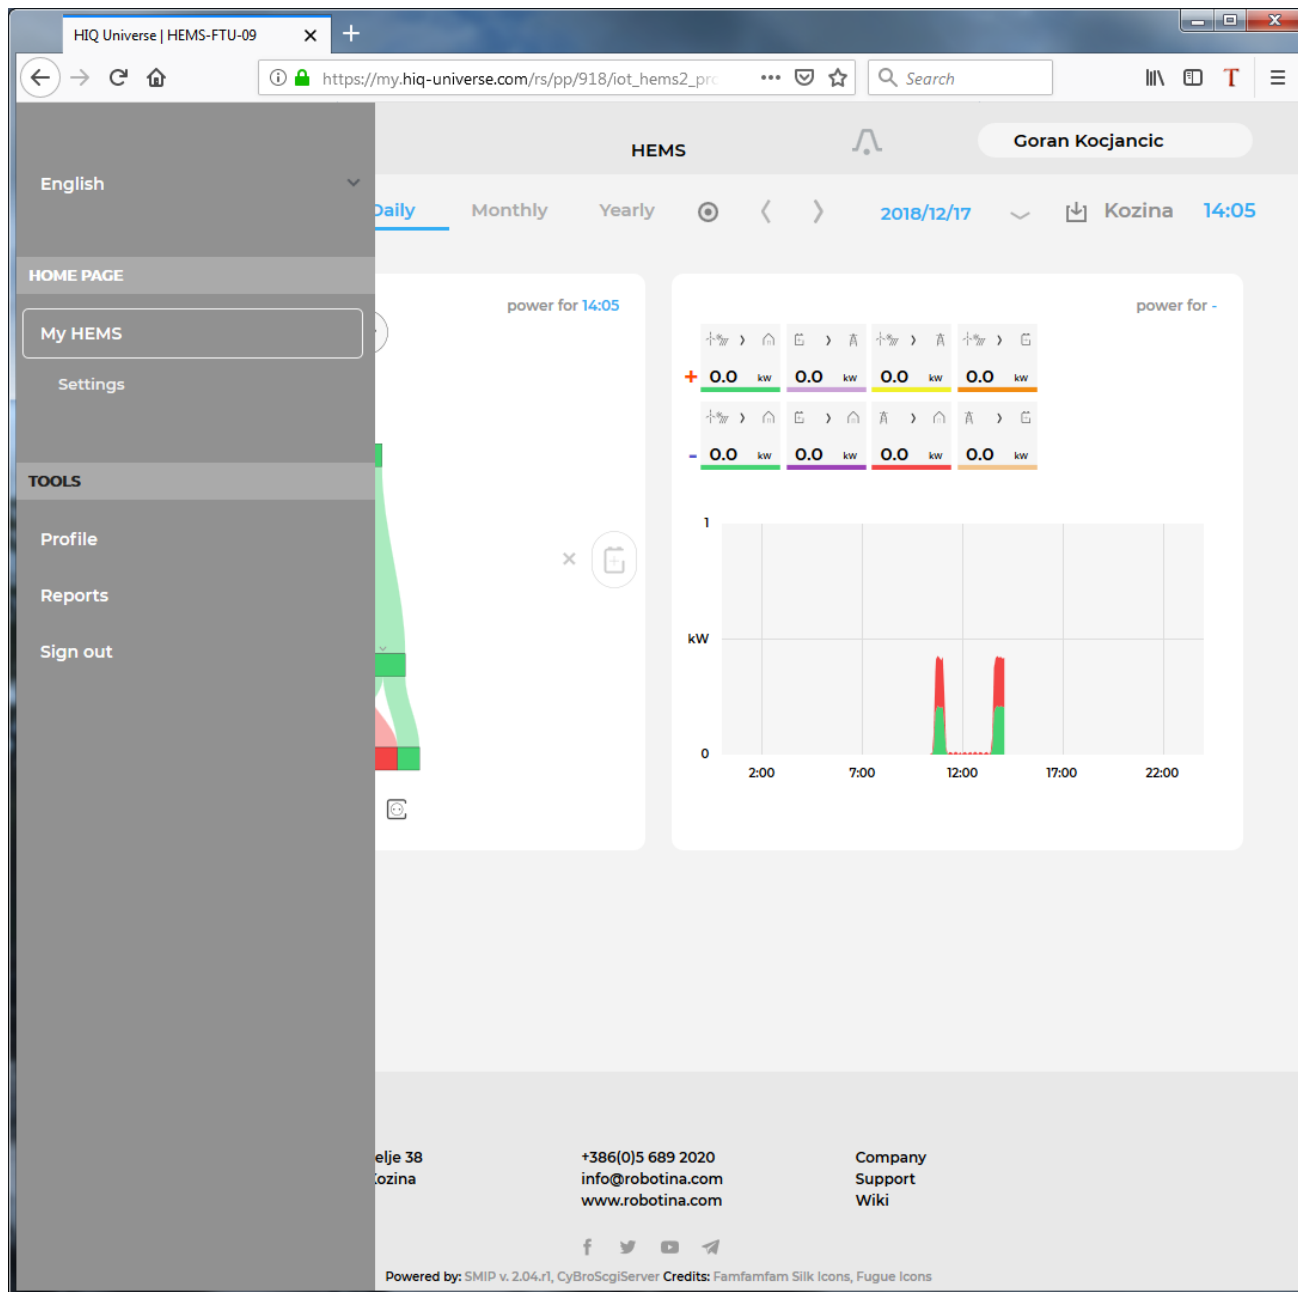 HIQ Universe | HEMS-FTU-09
https://my.hiq-universe.com/rs/pp/918/iot_hems2_pro
Search
HEMS
Goran Kocjancic
English
Daily Monthly Yearly 2018/12/17 Kozina 14:05
HOME PAGE
My HEMS
Settings
TOOLS
Profile
Reports
Sign out
power for 14:05
power for -
+ 0.0 kw 0.0 kw 0.0 kw 0.0 kw
- 0.0 kw 0.0 kw 0.0 kw 0.0 kw
1
kW
0
2:00 7:00 12:00 17:00 22:00
elje 38
ozina
+386(0)5 689 2020
info@robotina.com
www.robotina.com
Company
Support
Wiki
Powered by: SMIP v. 2.04.r1, CyBroScgiServer Credits: Famfamfam Silk Icons, Fugue Icons